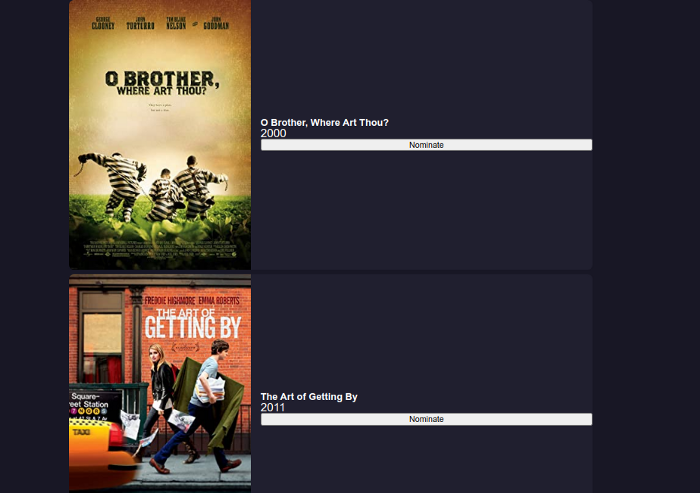 GEORGE CLOONEY
JOHN TURTURRO
TIM BLAKE NELSON
AND
JOHN GOODMAN
O BROTHER,
WHERE ART THOU?
O Brother, Where Art Thou?
2000
Nominate
FREDDIE HIGHMORE EMMA ROBERTS
THE ART OF
GETTING BY
Square-
eet Station
7 N Q R S
TAXI
The Art of Getting By
2011
Nominate